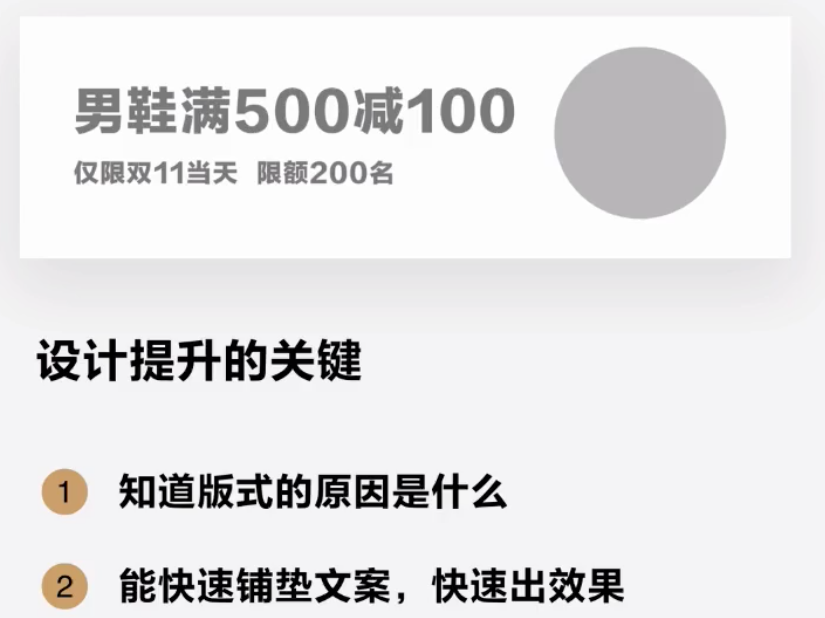 男鞋满500减100
仅限双11当天 限额200名
设计提升的关键
1 知道版式的原因是什么
2 能快速铺垫文案，快速出效果